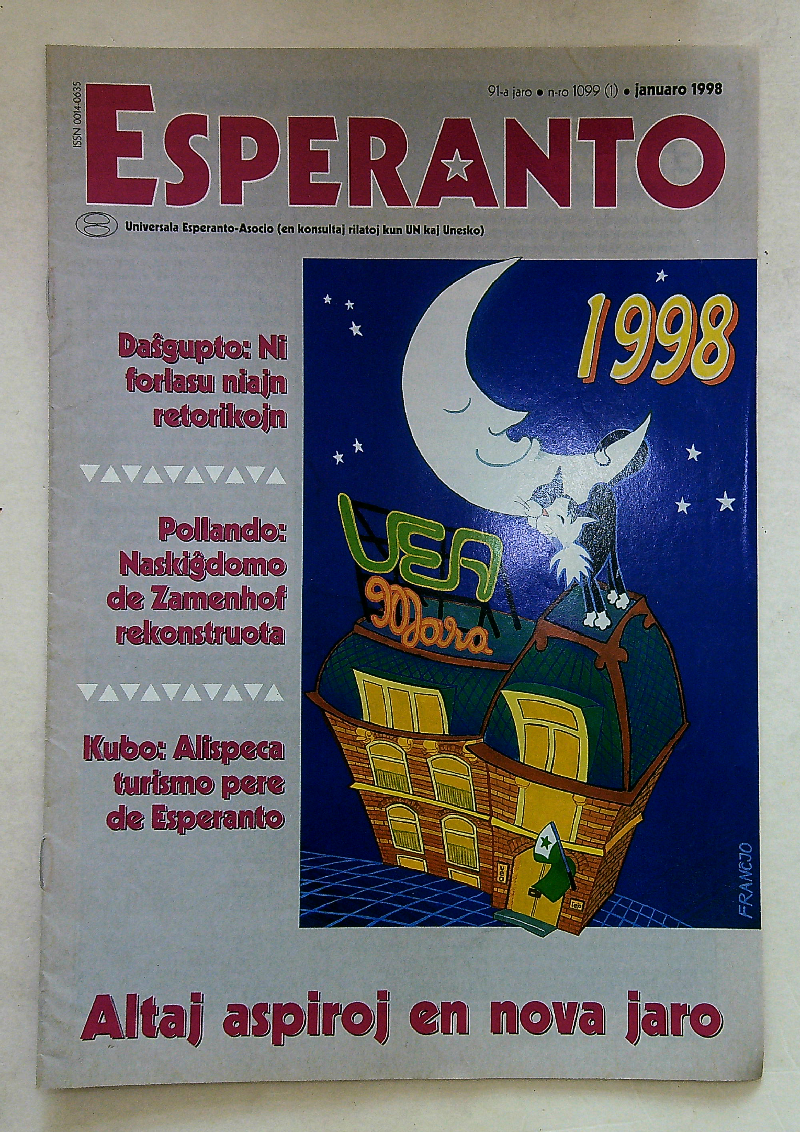 ISSN 0014-0635
91-a jaro • n-ro 1099 (1) • januaro 1998
ESPERANTO
Universala Esperanto-Asocio (en konsultaj rilatoj kun UN kaj Unesko)
Daŝgupto: Ni
forlasu niajn
retorikojn
Pollando:
Naskiĝdomo
de Zamenhof
rekonstruota
Kubo: Alispeca
turismo pere
de Esperanto
1998
UEA
90 Jara
FRANĈJO
Altaj aspiroj en nova jaro